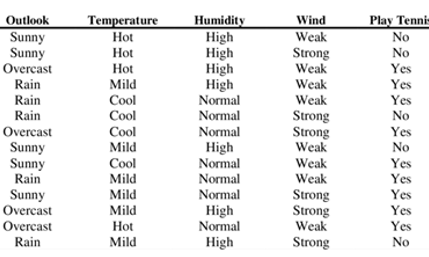 Outlook Temperature Humidity Wind Play Tennis
Sunny Hot High Weak No
Sunny Hot High Strong No
Overcast Hot High Weak Yes
Rain Mild High Weak Yes
Rain Cool Normal Weak Yes
Rain Cool Normal Strong No
Overcast Cool Normal Strong Yes
Sunny Mild High Weak No
Sunny Cool Normal Weak Yes
Rain Mild Normal Weak Yes
Sunny Mild Normal Strong Yes
Overcast Mild High Strong Yes
Overcast Hot Normal Weak Yes
Rain Mild High Strong No